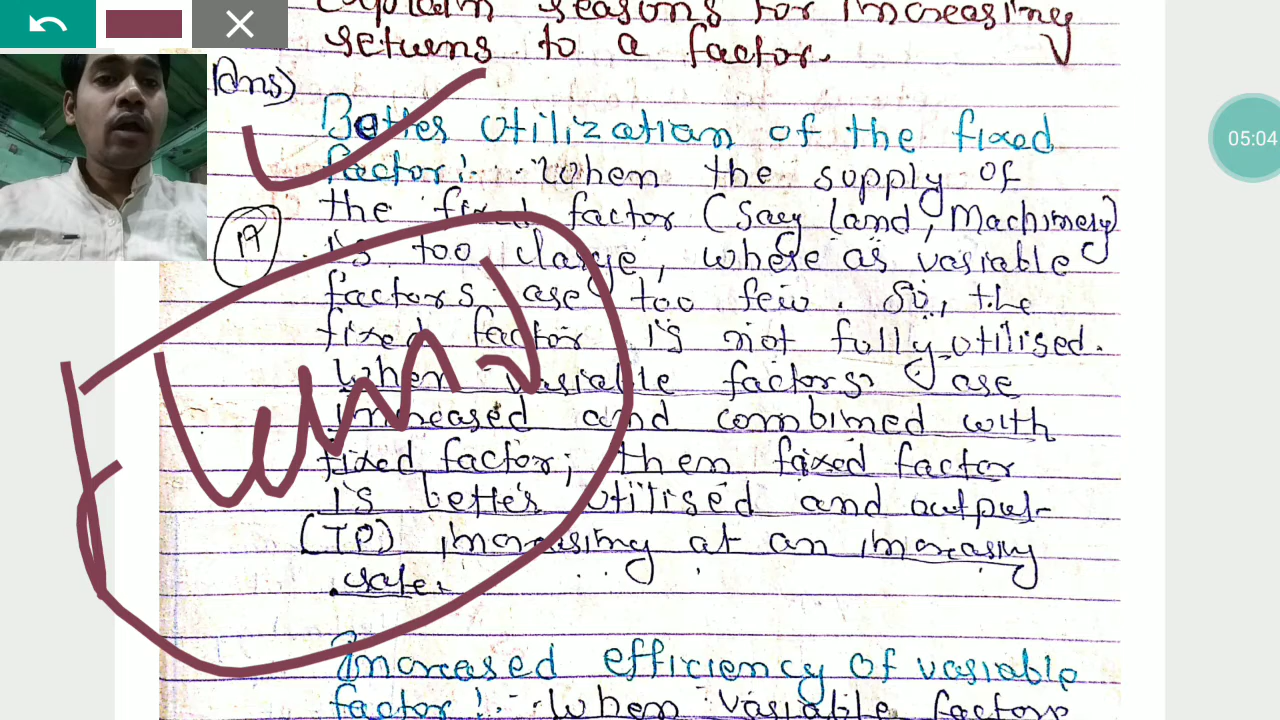 Explain reasons for increasing
returns to a factor.
Ans)
Better utilization of the fixed
factor:- When the supply of
the fixed factor (Say land, Machinery)
is too large, where as variable
factors are too few. So, the
fixed factor is not fully utilised.
When variable factors are
increased and combined with
fixed factor; then fixed factor
is better utilised and output
(TP) increasing at an increasing
rate.
Increased efficiency of variable
factor:- When variable factors
05:04